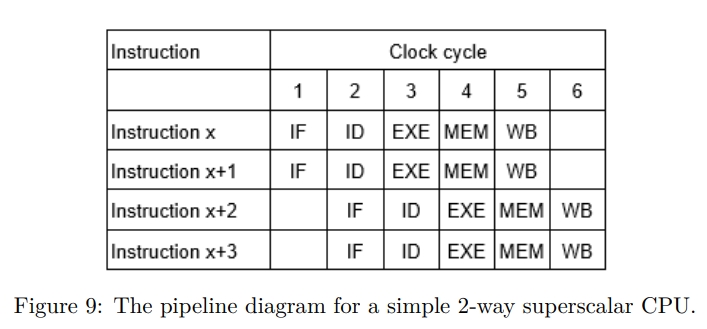 Instruction Clock cycle
1 2 3 4 5 6
Instruction x IF ID EXE MEM WB
Instruction x+1 IF ID EXE MEM WB
Instruction x+2 IF ID EXE MEM WB
Instruction x+3 IF ID EXE MEM WB
Figure 9: The pipeline diagram for a simple 2-way superscalar CPU.